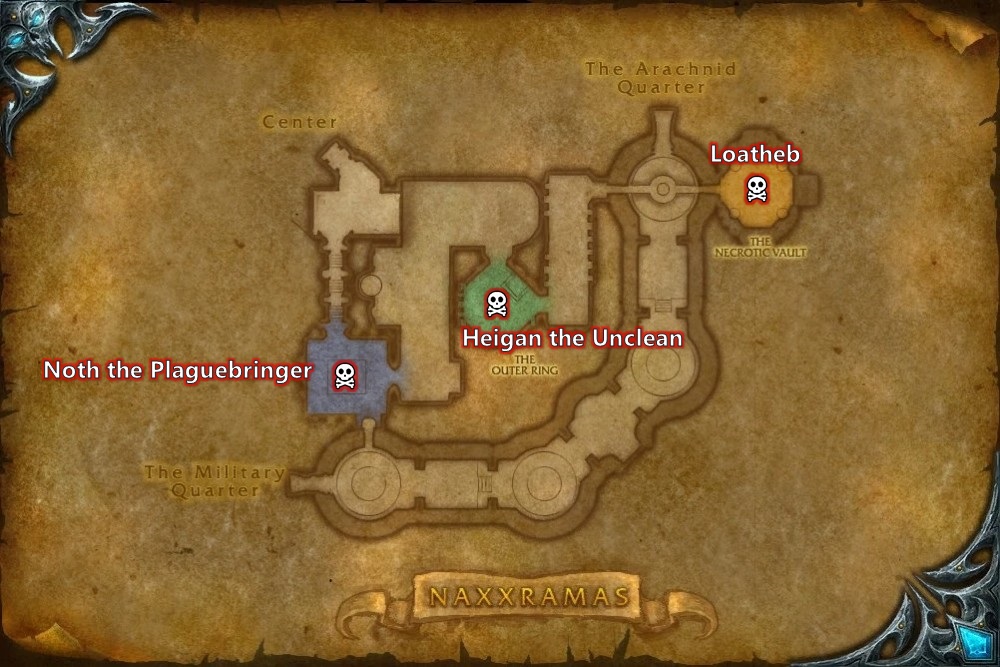 The Arachnid
Quarter
Center
Loatheb
THE
NECROTIC VAULT
Heigan the Unclean
THE
OUTER RING
Noth the Plaguebringer
The Military
Quarter
NAXXRAMAS